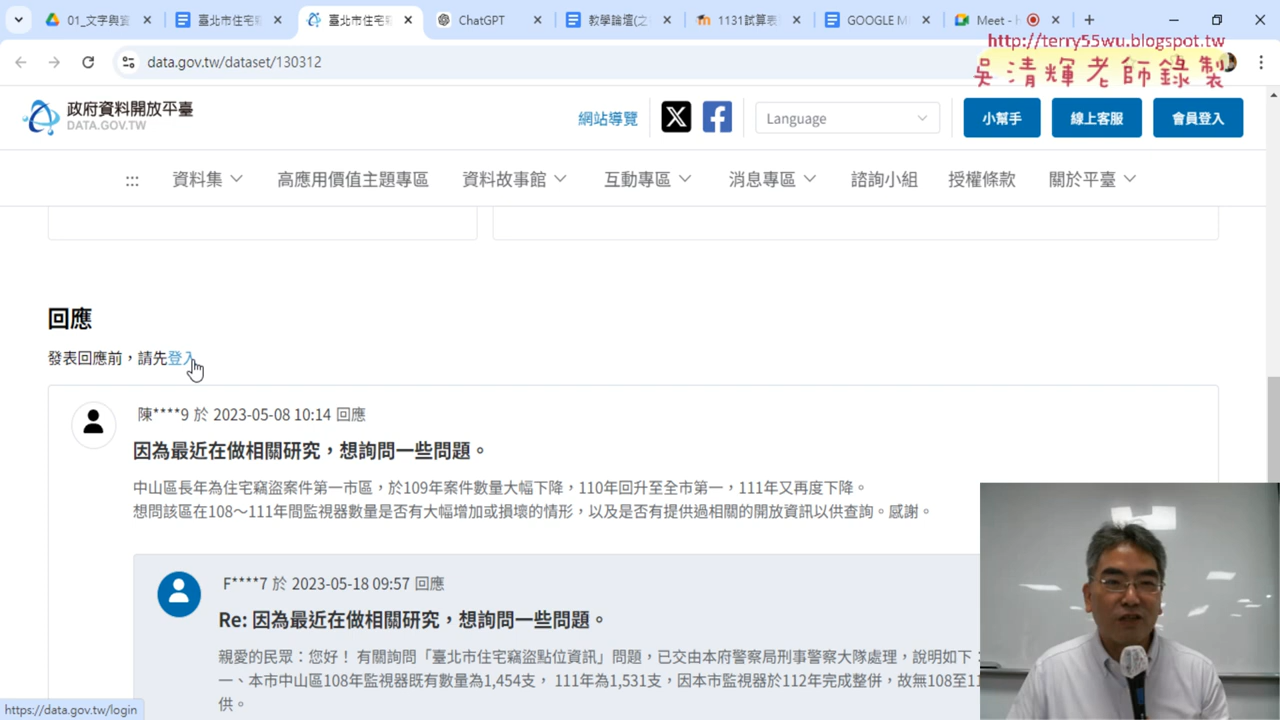 文字與資
臺北市住宅
臺北市住宅
ChatGPT
教學論壇(之
1131試算表
GOOGLE M
Meet -
data.gov.tw/dataset/130312
http://terry55wu.blogspot.tw
吳清輝老師錄製
政府資料開放平臺
DATA.GOV.TW
網站導覽
Language
小幫手
線上客服
會員登入
資料集
高應用價值主題專區
資料故事館
互動專區
消息專區
諮詢小組
授權條款
關於平臺
回應
發表回應前，請先登入
陳****9 於 2023-05-08 10:14 回應
因為最近在做相關研究，想詢問一些問題。
中山區長年為住宅竊盜案件第一市區，於109年案件數量大幅下降，110年回升至全市第一，111年又再度下降。
想問該區在108～111年間監視器數量是否有大幅增加或損壞的情形，以及是否有提供過相關的開放資訊以供查詢。感謝。
F****7 於 2023-05-18 09:57 回應
Re: 因為最近在做相關研究，想詢問一些問題。
親愛的民眾：您好！ 有關詢問「臺北市住宅竊盜點位資訊」問題，已交由本府警察局刑事警察大隊處理，說明如下：
一、本市中山區108年監視器既有數量為1,454支， 111年為1,531支，因本市監視器於112年完成整併，故無108至11
供。
https://data.gov.tw/login